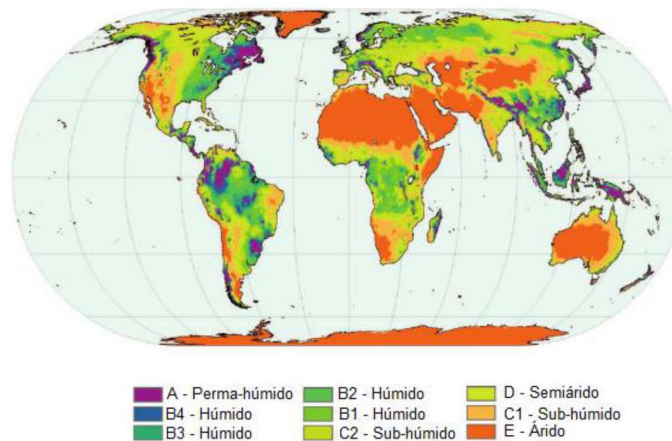 A - Perma-húmido
B4 - Húmido
B3 - Húmido
B2 - Húmido
B1 - Húmido
C2 - Sub-húmido
D - Semiárido
C1 - Sub-húmido
E - Árido